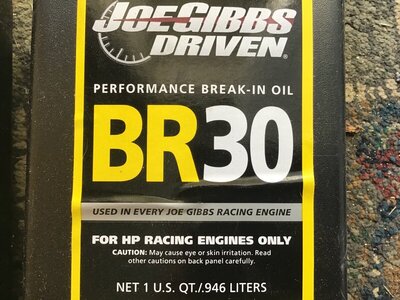 JOE GIBBS
DRIVEN®
PERFORMANCE BREAK-IN OIL
BR30
USED IN EVERY JOE GIBBS RACING ENGINE
FOR HP RACING ENGINES ONLY
CAUTION: May cause eye or skin irritation. Read
other cautions on back panel carefully.
NET 1 U.S. QT./.946 LITERS